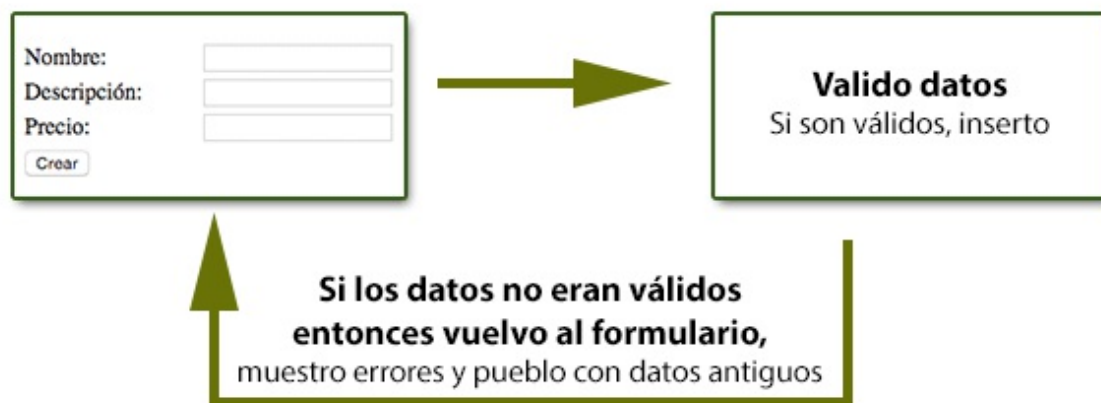 Nombre:
Descripción:
Precio:
Crear
Valido datos
Si son válidos, inserto
Si los datos no eran válidos
entonces vuelvo al formulario,
muestro errores y pueblo con datos antiguos